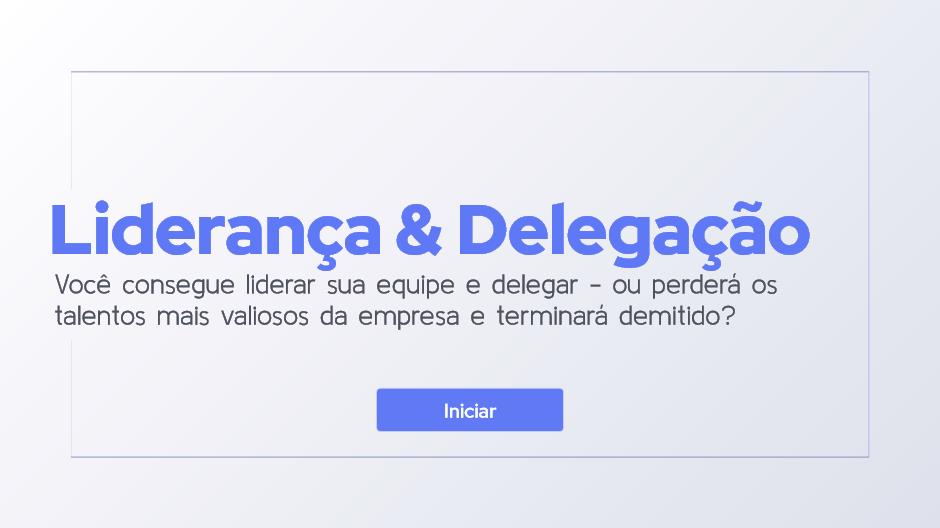 Liderança & Delegação
Você consegue liderar sua equipe e delegar - ou perderá os
talentos mais valiosos da empresa e terminará demitido?
Iniciar